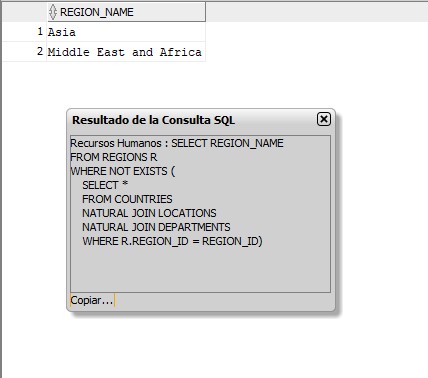 REGION_NAME
1 Asia
2 Middle East and Africa
Resultado de la Consulta SQL
Recursos Humanos : SELECT REGION_NAME
FROM REGIONS R
WHERE NOT EXISTS (
SELECT *
FROM COUNTRIES
NATURAL JOIN LOCATIONS
NATURAL JOIN DEPARTMENTS
WHERE R.REGION_ID = REGION_ID)
Copiar...